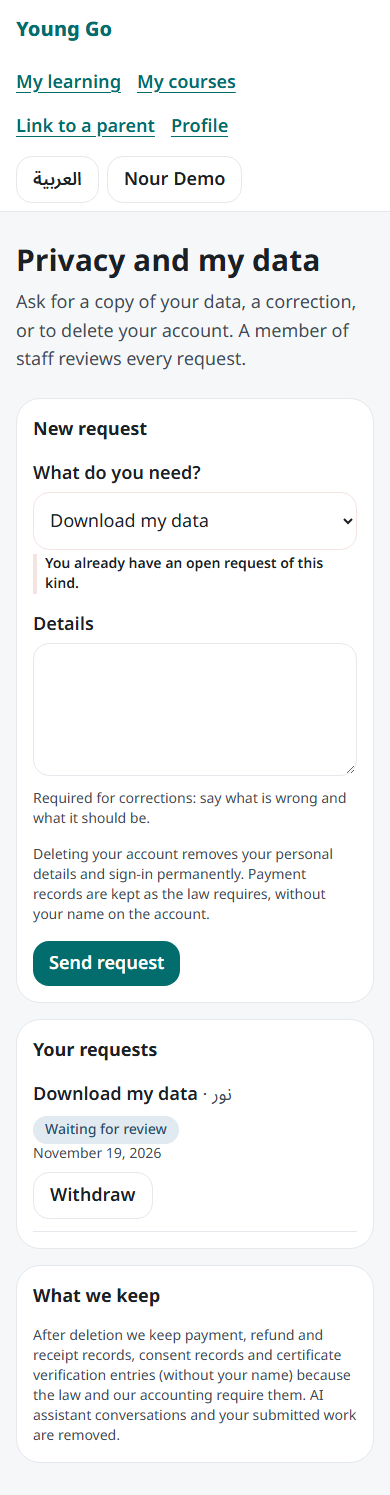 Young Go
My learning My courses
Link to a parent Profile
العربية Nour Demo
Privacy and my data
Ask for a copy of your data, a correction,
or to delete your account. A member of
staff reviews every request.
New request
What do you need?
Download my data
You already have an open request of this
kind.
Details
Required for corrections: say what is wrong and
what it should be.
Deleting your account removes your personal
details and sign-in permanently. Payment
records are kept as the law requires, without
your name on the account.
Send request
Your requests
Download my data · نور
Waiting for review
November 19, 2026
Withdraw
What we keep
After deletion we keep payment, refund and
receipt records, consent records and certificate
verification entries (without your name) because
the law and our accounting require them. AI
assistant conversations and your submitted work
are removed.